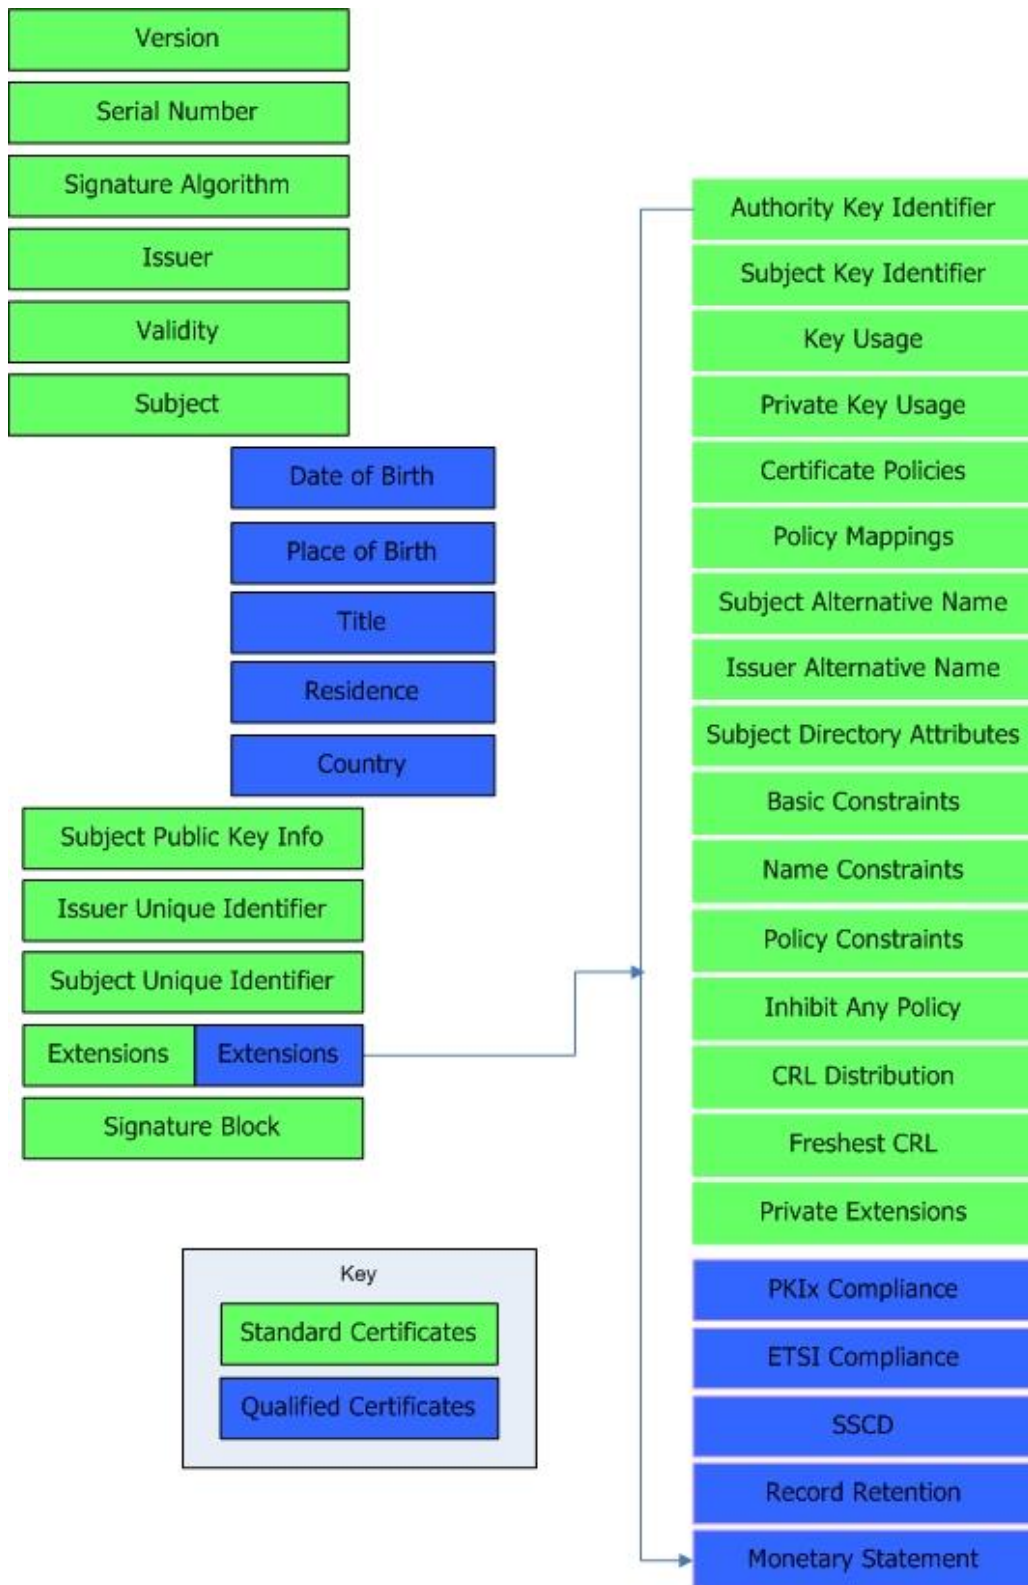 Version
Serial Number
Signature Algorithm
Issuer
Validity
Subject
Date of Birth
Place of Birth
Title
Residence
Country
Subject Public Key Info
Issuer Unique Identifier
Subject Unique Identifier
Extensions Extensions
Signature Block
Key
Standard Certificates
Qualified Certificates
Authority Key Identifier
Subject Key Identifier
Key Usage
Private Key Usage
Certificate Policies
Policy Mappings
Subject Alternative Name
Issuer Alternative Name
Subject Directory Attributes
Basic Constraints
Name Constraints
Policy Constraints
Inhibit Any Policy
CRL Distribution
Freshest CRL
Private Extensions
PKIx Compliance
ETSI Compliance
SSCD
Record Retention
Monetary Statement